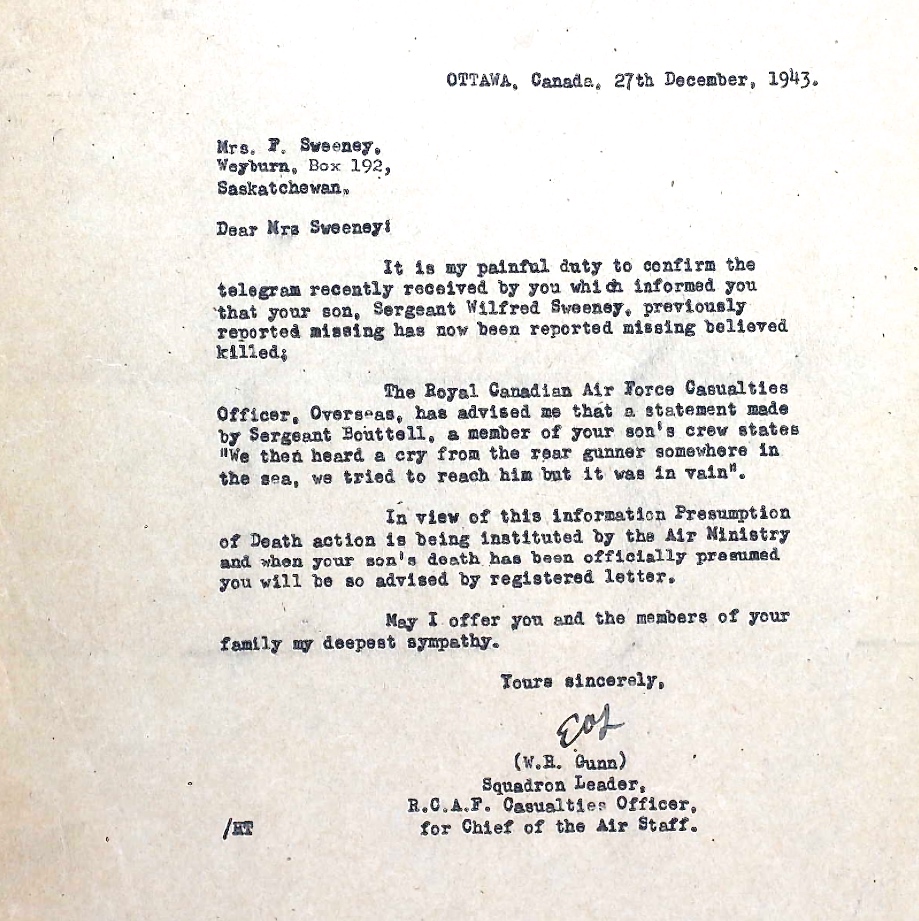 OTTAWA, Canada, 27th December, 1943.
Mrs. F. Sweeney,
Weyburn, Box 192,
Saskatchewan,
Dear Mrs Sweeney:
It is my painful duty to confirm the
telegram recently received by you which informed you
that your son, Sergeant Wilfred Sweeney, previously
reported missing has now been reported missing believed
killed;
The Royal Canadian Air Force Casualties
Officer, Overseas, has advised me that a statement made
by Sergeant Bouttell, a member of your son's crew states
"We then heard a cry from the rear gunner somewhere in
the sea, we tried to reach him but it was in vain".
In view of this information Presumption
of Death action is being instituted by the Air Ministry
and when your son's death has been officially presumed
you will be so advised by registered letter.
May I offer you and the members of your
family my deepest sympathy.
Yours sincerely,
(W.R. Gunn)
Squadron Leader,
R.C.A.F. Casualties Officer,
/HT for Chief of the Air Staff.